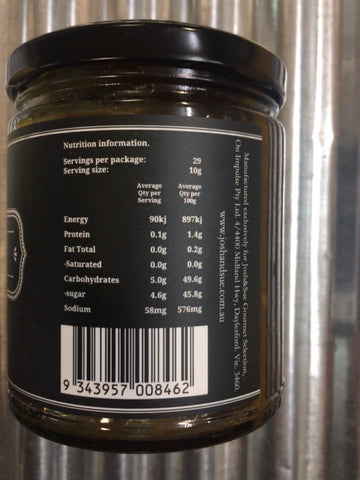 Nutrition information.
Servings per package: 29
Serving size: 10g
Average Qty per Serving
Average Qty per 100g
Energy 90kj 897kj
Protein 0.1g 1.4g
Fat Total 0.0g 0.2g
-Saturated 0.0g 0.0g
Carbohydrates 5.0g 49.6g
-sugar 4.6g 45.8g
Sodium 58mg 576mg
9 343957 008462
www.joshandsue.com.au
Manufactured exclusively for Josh&Sue Gourmet Selection,
On Impulse Pty Ltd. 4/4400 Midland Hwy, Daylesford. Vic. 3460.